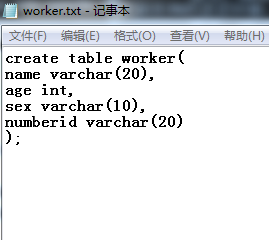 worker.txt - 记事本
文件(F) 编辑(E) 格式(O) 查看(V) 帮助(H)
create table worker(
name varchar(20),
age int,
sex varchar(10),
numberid varchar(20)
);